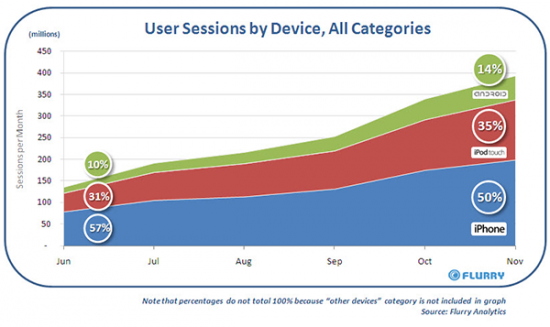 User Sessions by Device, All Categories
(millions)
Sessions per Month
450
400
350
300
250
200
150
100
50
-
10%
31%
57%
14%
android
35%
iPod touch
50%
iPhone
Jun Jul Aug Sep Oct Nov
FLURRY
Note that percentages do not total 100% because "other devices" category is not included in graph
Source: Flurry Analytics